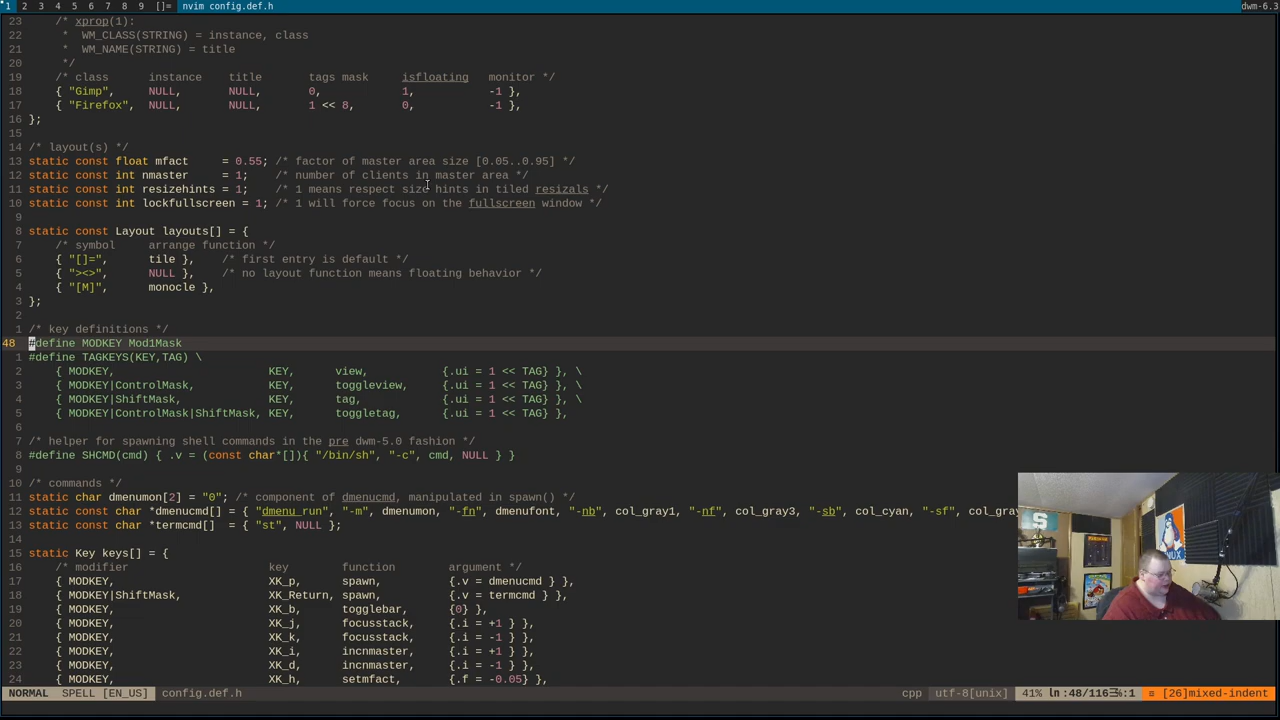 1 2 3 4 5 6 7 8 9 []= nvim config.def.h dwm-6.3
23 /* xprop(1):
22 * WM_CLASS(STRING) = instance, class
21 * WM_NAME(STRING) = title
20 */
19 /* class instance title tags mask isfloating monitor */
18 { "Gimp", NULL, NULL, 0, 1, -1 },
17 { "Firefox", NULL, NULL, 1 << 8, 0, -1 },
16 };
15
14 /* layout(s) */
13 static const float mfact = 0.55; /* factor of master area size [0.05..0.95] */
12 static const int nmaster = 1; /* number of clients in master area */
11 static const int resizehints = 1; /* 1 means respect size hints in tiled resizals */
10 static const int lockfullscreen = 1; /* 1 will force focus on the fullscreen window */
9
8 static const Layout layouts[] = {
7 /* symbol arrange function */
6 { "[]=", tile }, /* first entry is default */
5 { "><>", NULL }, /* no layout function means floating behavior */
4 { "[M]", monocle },
3 };
2
1 /* key definitions */
48 #define MODKEY Mod1Mask
1 #define TAGKEYS(KEY,TAG) \
2 { MODKEY, KEY, view, {.ui = 1 << TAG} }, \
3 { MODKEY|ControlMask, KEY, toggleview, {.ui = 1 << TAG} }, \
4 { MODKEY|ShiftMask, KEY, tag, {.ui = 1 << TAG} }, \
5 { MODKEY|ControlMask|ShiftMask, KEY, toggletag, {.ui = 1 << TAG} },
6
7 /* helper for spawning shell commands in the pre dwm-5.0 fashion */
8 #define SHCMD(cmd) { .v = (const char*[]){ "/bin/sh", "-c", cmd, NULL } }
9
10 /* commands */
11 static char dmenumon[2] = "0"; /* component of dmenucmd, manipulated in spawn() */
12 static const char *dmenucmd[] = { "dmenu_run", "-m", dmenumon, "-fn", dmenufont, "-nb", col_gray1, "-nf", col_gray3, "-sb", col_cyan, "-sf", col_gray
13 static const char *termcmd[] = { "st", NULL };
14
15 static Key keys[] = {
16 /* modifier key function argument */
17 { MODKEY, XK_p, spawn, {.v = dmenucmd } },
18 { MODKEY|ShiftMask, XK_Return, spawn, {.v = termcmd } },
19 { MODKEY, XK_b, togglebar, {0} },
20 { MODKEY, XK_j, focusstack, {.i = +1 } },
21 { MODKEY, XK_k, focusstack, {.i = -1 } },
22 { MODKEY, XK_i, incnmaster, {.i = +1 } },
23 { MODKEY, XK_d, incnmaster, {.i = -1 } },
24 { MODKEY, XK_h, setmfact, {.f = -0.05} },
NORMAL SPELL [EN_US] config.def.h cpp utf-8[unix] 41% ln :48/116☰℅:1 ≡ [26]mixed-indent